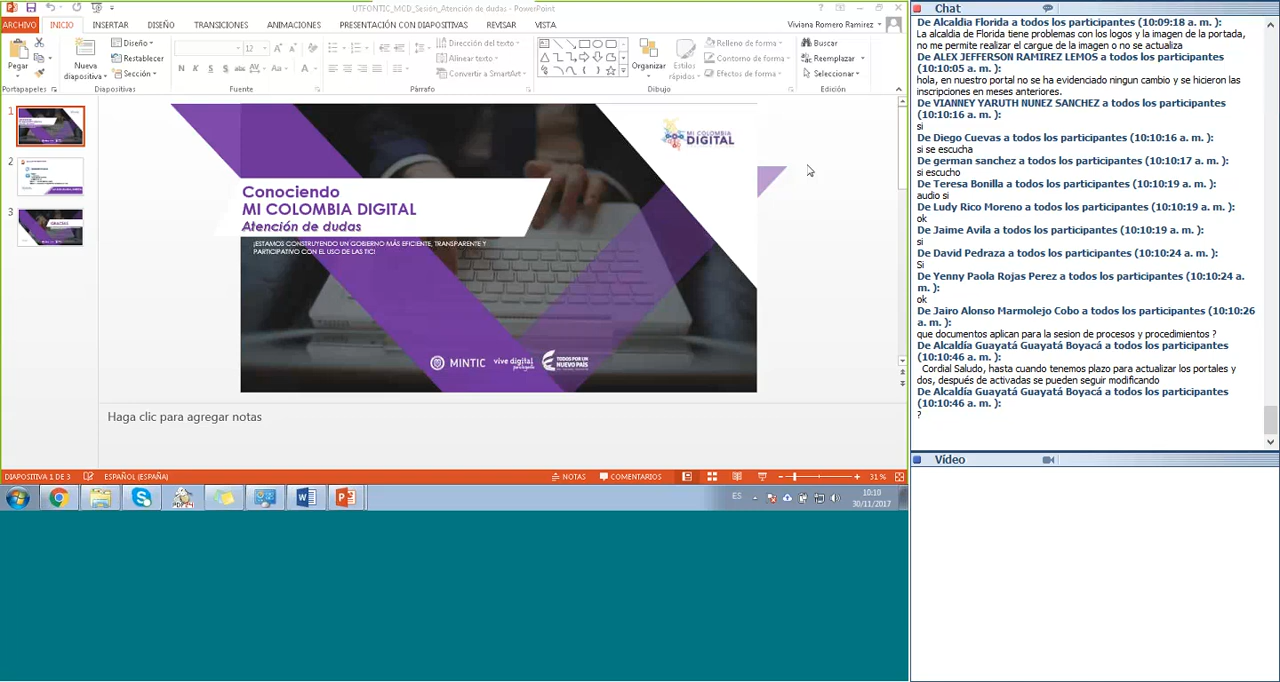 UTFONTIC_MCD_Sesión_Atención de dudas - PowerPoint
ARCHIVO INICIO INSERTAR DISEÑO TRANSICIONES ANIMACIONES PRESENTACIÓN CON DIAPOSITIVAS REVISAR VISTA
Viviana Romero Ramirez
Pegar
Nueva
diapositiva
Diseño
Restablecer
Sección
12
N K S S abc AV Aa A
Dirección del texto
Alinear texto
Convertir a SmartArt
Organizar
Estilos
rápidos
Relleno de forma
Contorno de forma
Efectos de forma
Buscar
Reemplazar
Seleccionar
Portapapeles Diapositivas Fuente Párrafo Dibujo Edición
1
2
3
MI COLOMBIA
DIGITAL
Conociendo
MI COLOMBIA DIGITAL
Atención de dudas
¡ESTAMOS CONSTRUYENDO UN GOBIERNO MÁS EFICIENTE, TRANSPARENTE Y
PARTICIPATIVO CON EL USO DE LAS TIC!
MINTIC
vive digital
TODOS POR UN
NUEVO PAÍS
Haga clic para agregar notas
DIAPOSITIVA 1 DE 3 ESPAÑOL (ESPAÑA) NOTAS COMENTARIOS 31 %
ES
10:10
30/11/2017
Chat
De Alcaldia Florida a todos los participantes (10:09:18 a. m. ):
La alcaldia de Florida tiene problemas con los logos y la imagen de la portada,
no me permite realizar el cargue de la imagen o no se actualiza
De ALEX JEFFERSON RAMIREZ LEMOS a todos los participantes
(10:10:05 a. m. ):
hola, en nuestro portal no se ha evidenciado ningun cambio y se hicieron las
inscripciones en meses anteriores.
De VIANNEY YARUTH NUNEZ SANCHEZ a todos los participantes
(10:10:16 a. m. ):
si
De Diego Cuevas a todos los participantes (10:10:16 a. m. ):
si se escucha
De german sanchez a todos los participantes (10:10:17 a. m. ):
si escucho
De Teresa Bonilla a todos los participantes (10:10:19 a. m. ):
audio si
De Ludy Rico Moreno a todos los participantes (10:10:19 a. m. ):
ok
De Jaime Avila a todos los participantes (10:10:19 a. m. ):
si
De David Pedraza a todos los participantes (10:10:24 a. m. ):
Si
De Yenny Paola Rojas Perez a todos los participantes (10:10:24 a.
m. ):
ok
De Jairo Alonso Marmolejo Cobo a todos los participantes (10:10:26
a. m. ):
que documentos aplican para la sesion de procesos y procedimientos ?
De Alcaldía Guayatá Guayatá Boyacá a todos los participantes
(10:10:46 a. m. ):
Cordial Saludo, hasta cuando tenemos plazo para actualizar los portales y
dos, después de activadas se pueden seguir modificando
De Alcaldía Guayatá Guayatá Boyacá a todos los participantes
(10:10:46 a. m. ):
?
Vídeo